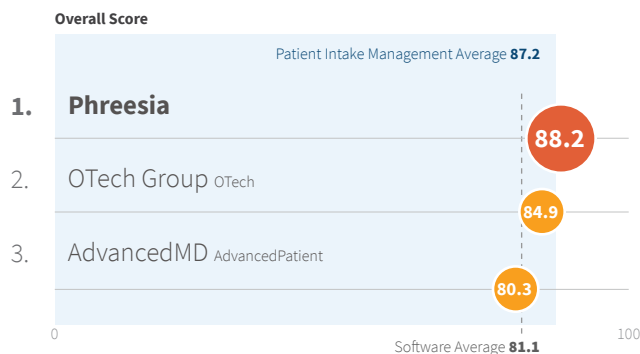 Overall Score
Patient Intake Management Average 87.2
1. Phreesia
88.2
2. OTech Group OTech
84.9
3. AdvancedMD AdvancedPatient
80.3
0 100
Software Average 81.1